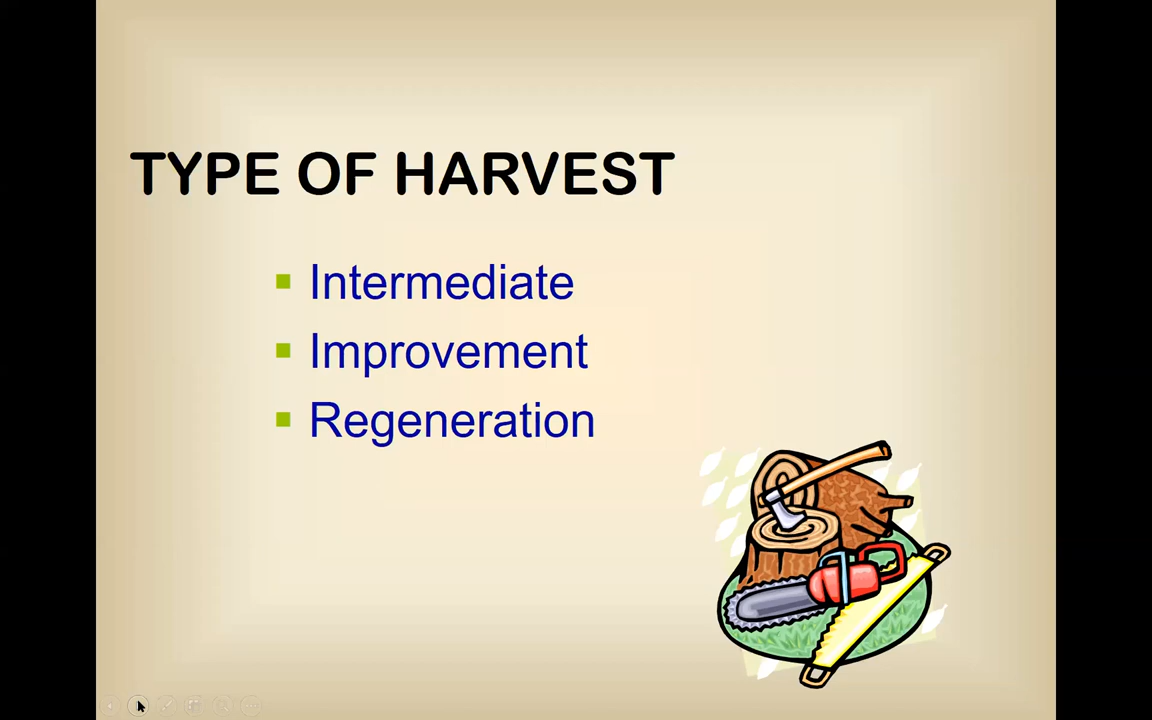 TYPE OF HARVEST
Intermediate
Improvement
Regeneration